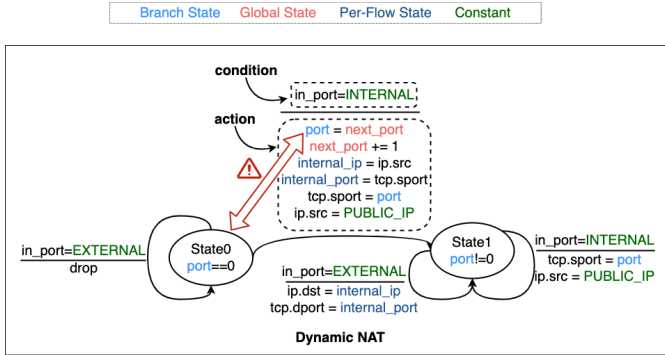 Branch State Global State Per-Flow State Constant
condition
in_port=INTERNAL
action
port = next_port
next_port += 1
internal_ip = ip.src
internal_port = tcp.sport
tcp.sport = port
ip.src = PUBLIC_IP
in_port=EXTERNAL
drop
State0
port==0
in_port=EXTERNAL
ip.dst = internal_ip
tcp.dport = internal_port
State1
port!=0
in_port=INTERNAL
tcp.sport = port
ip.src = PUBLIC_IP
Dynamic NAT